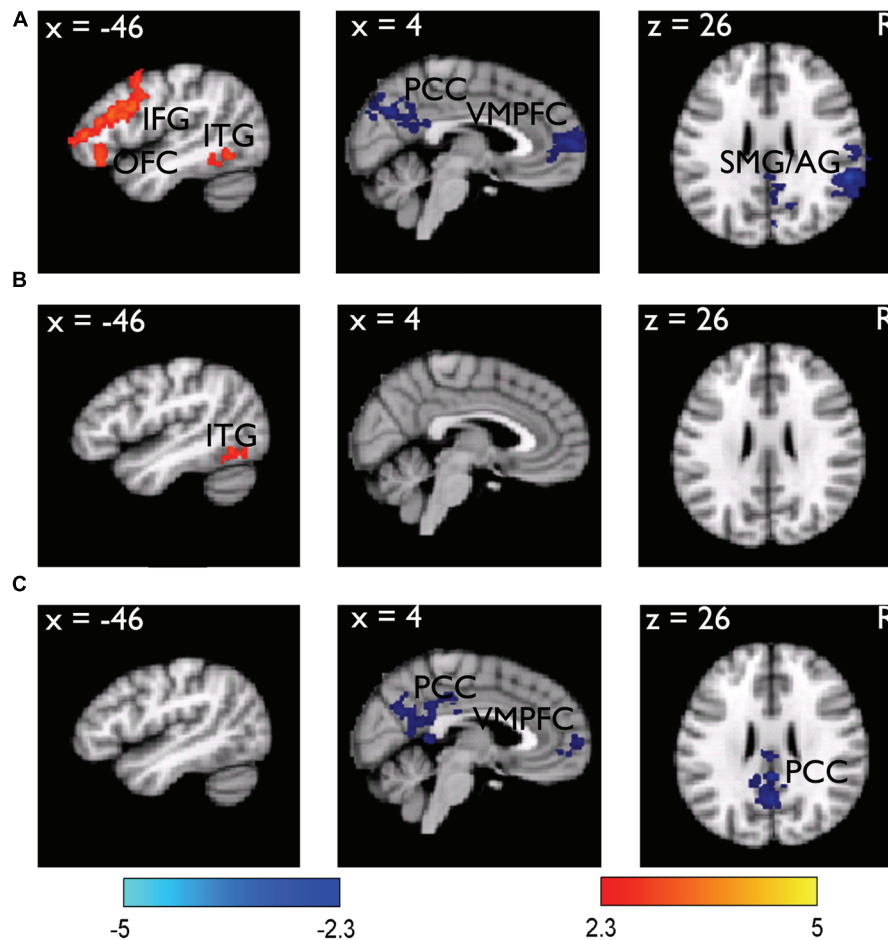 A
x = -46
x = 4
z = 26
R
PCC
VMPFC
IFG
ITG
OFC
SMG/AG
B
x = -46
x = 4
z = 26
R
ITG
C
x = -46
x = 4
z = 26
R
PCC
VMPFC
PCC
-5
-2.3
2.3
5